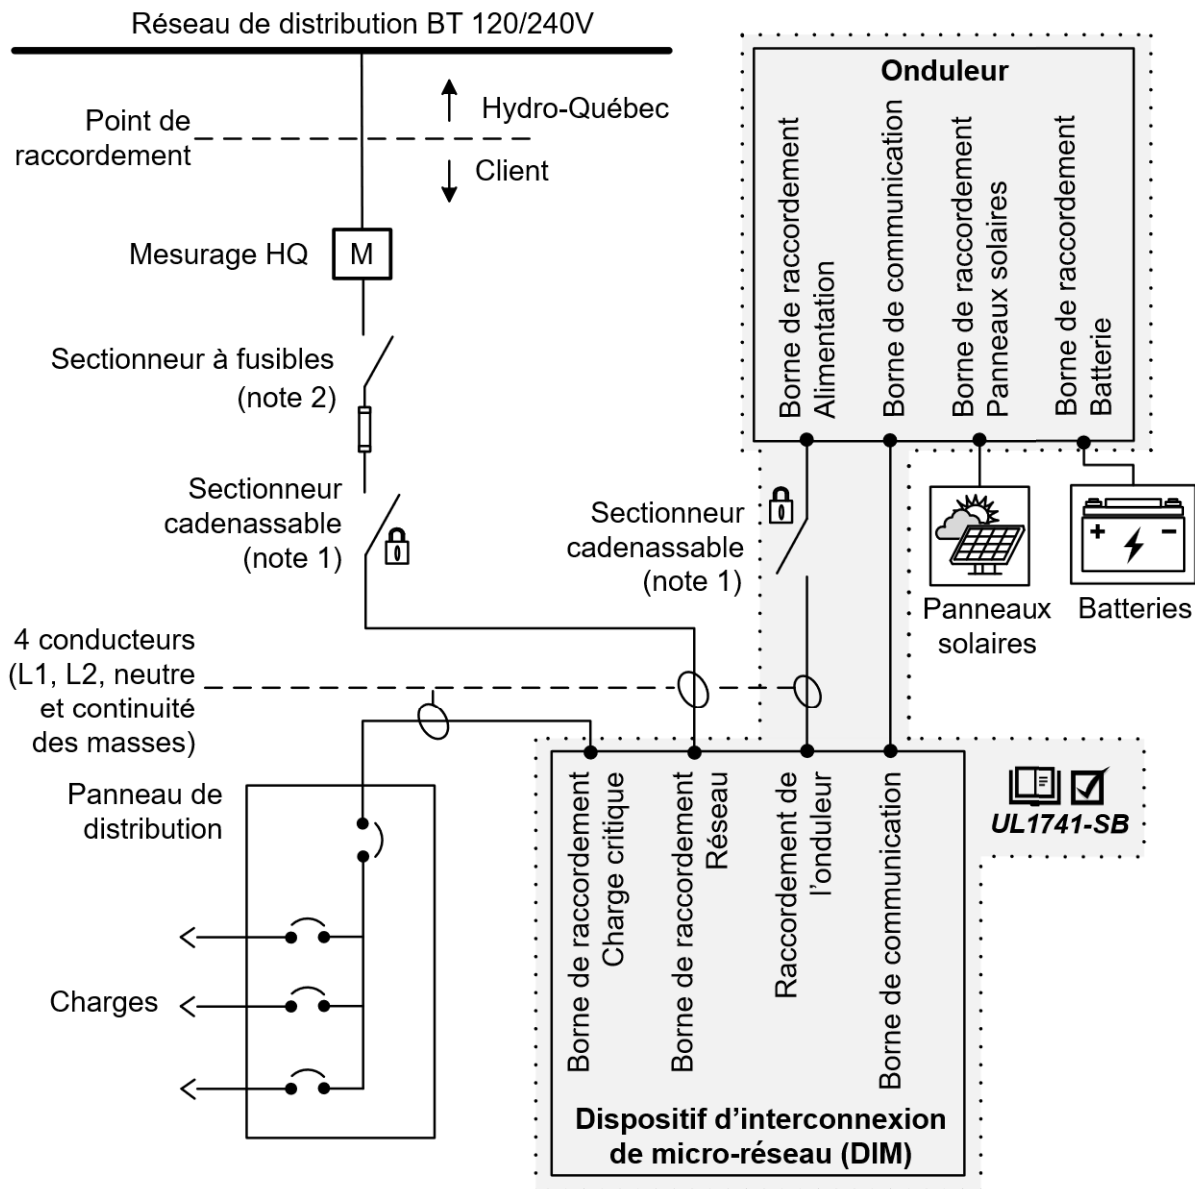 Réseau de distribution BT 120/240V
Point de
raccordement
Hydro-Québec
Client
Mesurage HQ
M
Sectionneur à fusibles
(note 2)
Sectionneur
cadenassable
(note 1)
4 conducteurs
(L1, L2, neutre
et continuité
des masses)
Panneau de
distribution
Charges
Onduleur
Borne de raccordement
Alimentation
Borne de communication
Borne de raccordement
Panneaux solaires
Borne de raccordement
Batterie
Sectionneur
cadenassable
(note 1)
+ -
Panneaux
solaires
Batteries
UL1741-SB
Borne de raccordement
Charge critique
Borne de raccordement
Réseau
Raccordement de
l'onduleur
Borne de communication
Dispositif d'interconnexion
de micro-réseau (DIM)